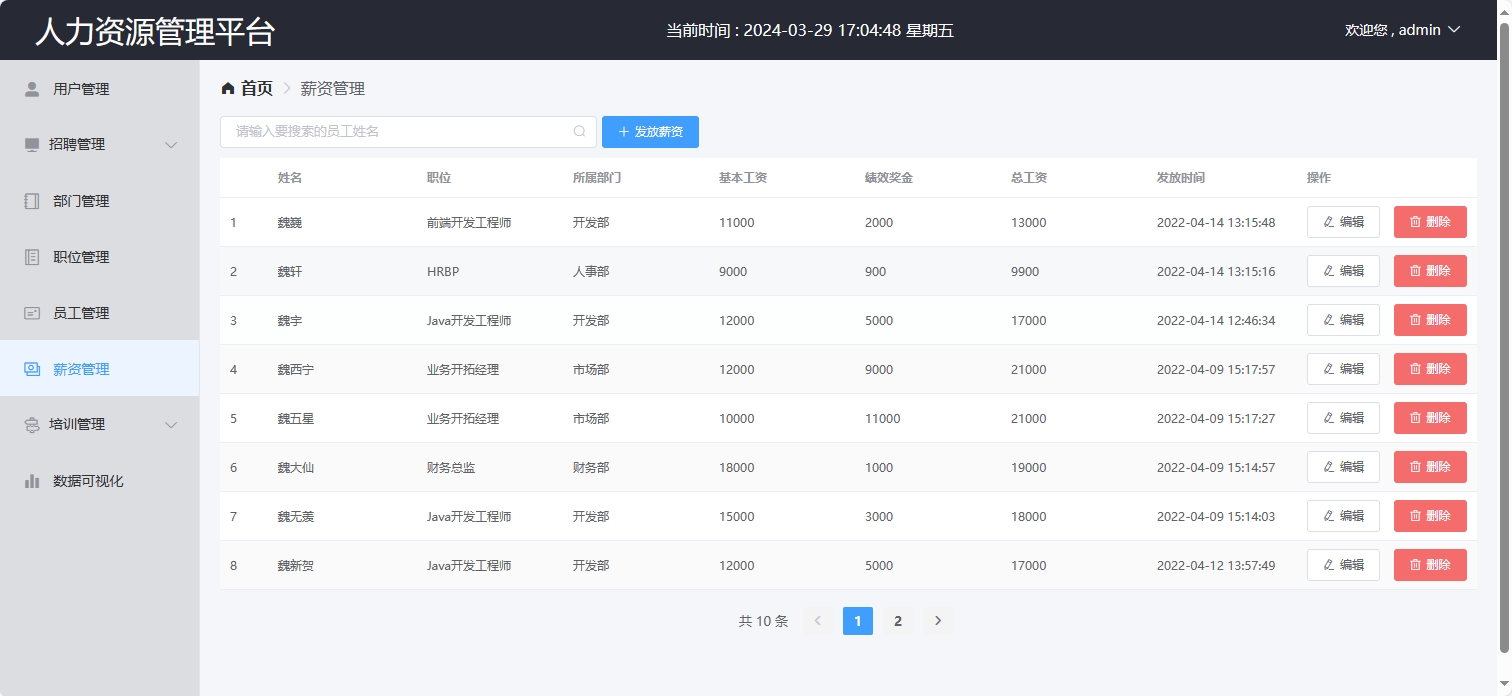 人力资源管理平台 当前时间 : 2024-03-29 17:04:48 星期五 欢迎您 , admin
用户管理
招聘管理
部门管理
职位管理
员工管理
薪资管理
培训管理
数据可视化
首页 薪资管理
请输入要搜索的员工姓名 发放薪资
姓名 职位 所属部门 基本工资 绩效奖金 总工资 发放时间 操作
1 魏巍 前端开发工程师 开发部 11000 2000 13000 2022-04-14 13:15:48 编辑 删除
2 魏轩 HRBP 人事部 9000 900 9900 2022-04-14 13:15:16 编辑 删除
3 魏宇 Java开发工程师 开发部 12000 5000 17000 2022-04-14 12:46:34 编辑 删除
4 魏西宁 业务开拓经理 市场部 12000 9000 21000 2022-04-09 15:17:57 编辑 删除
5 魏五星 业务开拓经理 市场部 10000 11000 21000 2022-04-09 15:17:27 编辑 删除
6 魏大仙 财务总监 财务部 18000 1000 19000 2022-04-09 15:14:57 编辑 删除
7 魏无羡 Java开发工程师 开发部 15000 3000 18000 2022-04-09 15:14:03 编辑 删除
8 魏新贺 Java开发工程师 开发部 12000 5000 17000 2022-04-12 13:57:49 编辑 删除
共 10 条 1 2